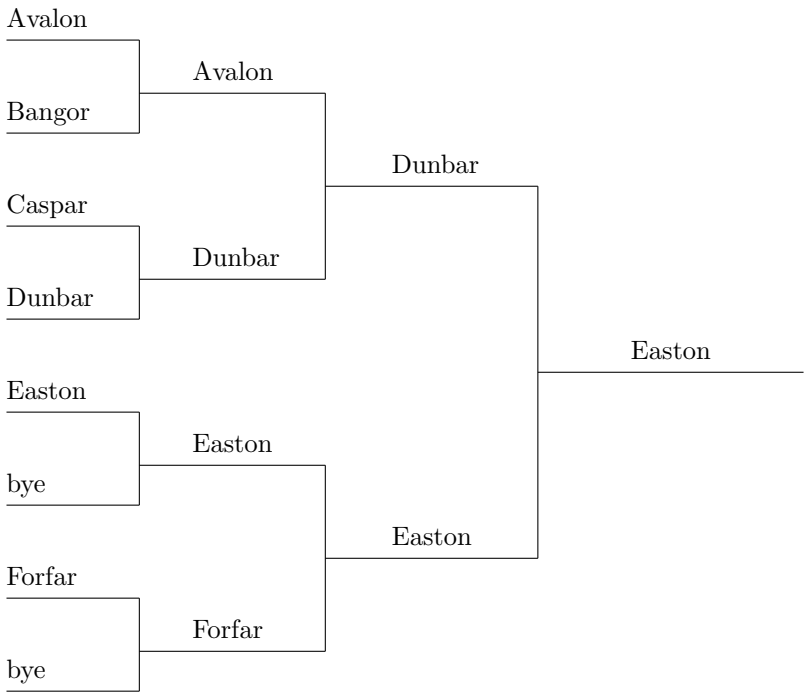 Avalon
Bangor
Caspar
Dunbar
Easton
bye
Forfar
bye
Avalon
Dunbar
Easton
Forfar
Dunbar
Easton
Easton